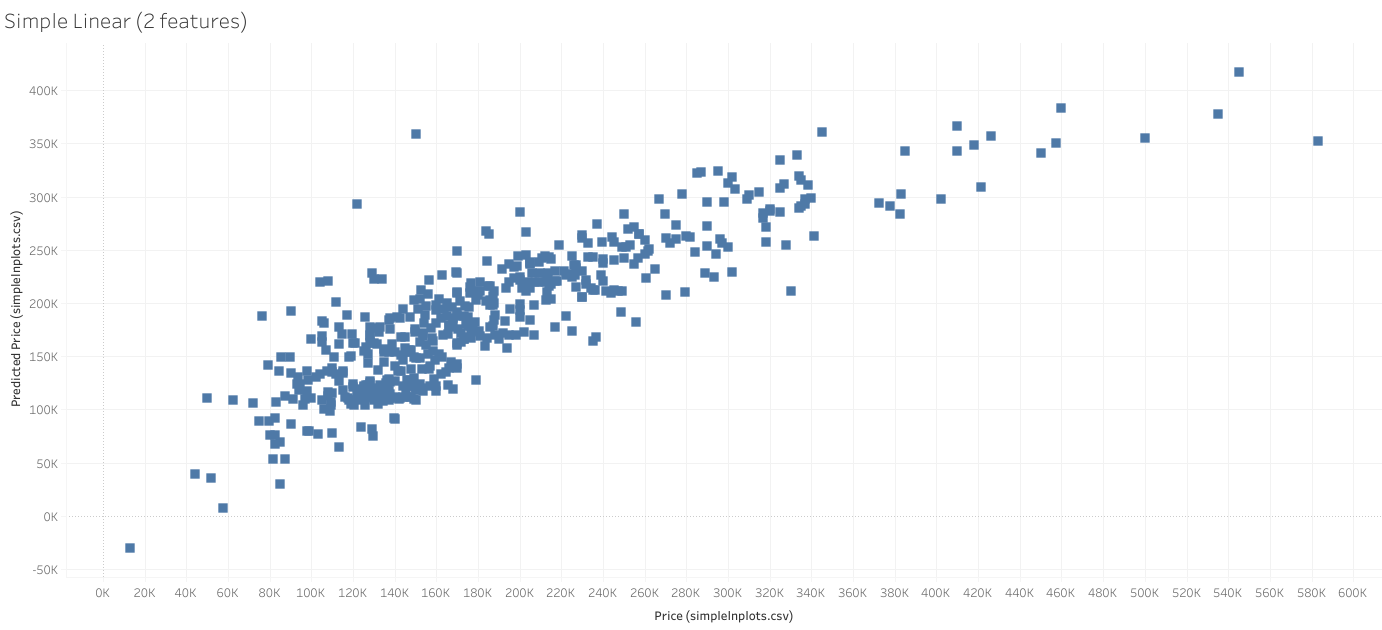 Simple Linear (2 features)
400K
350K
300K
250K
200K
150K
100K
50K
0K
-50K
Predicted Price (simpleInplots.csv)
0K 20K 40K 60K 80K 100K 120K 140K 160K 180K 200K 220K 240K 260K 280K 300K 320K 340K 360K 380K 400K 420K 440K 460K 480K 500K 520K 540K 560K 580K 600K
Price (simpleInplots.csv)